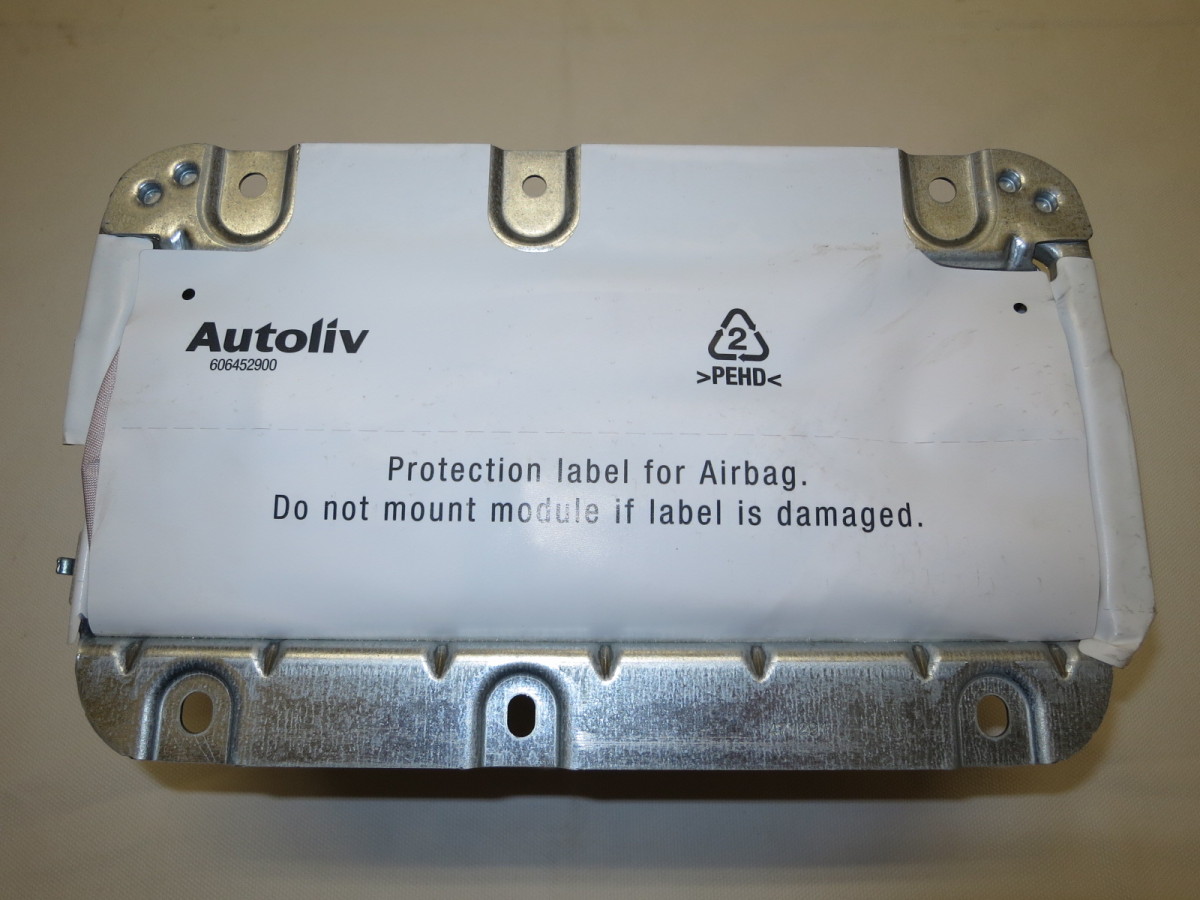 Autoliv
606452900
2
>PEHD<
Protection label for Airbag.
Do not mount module if label is damaged.